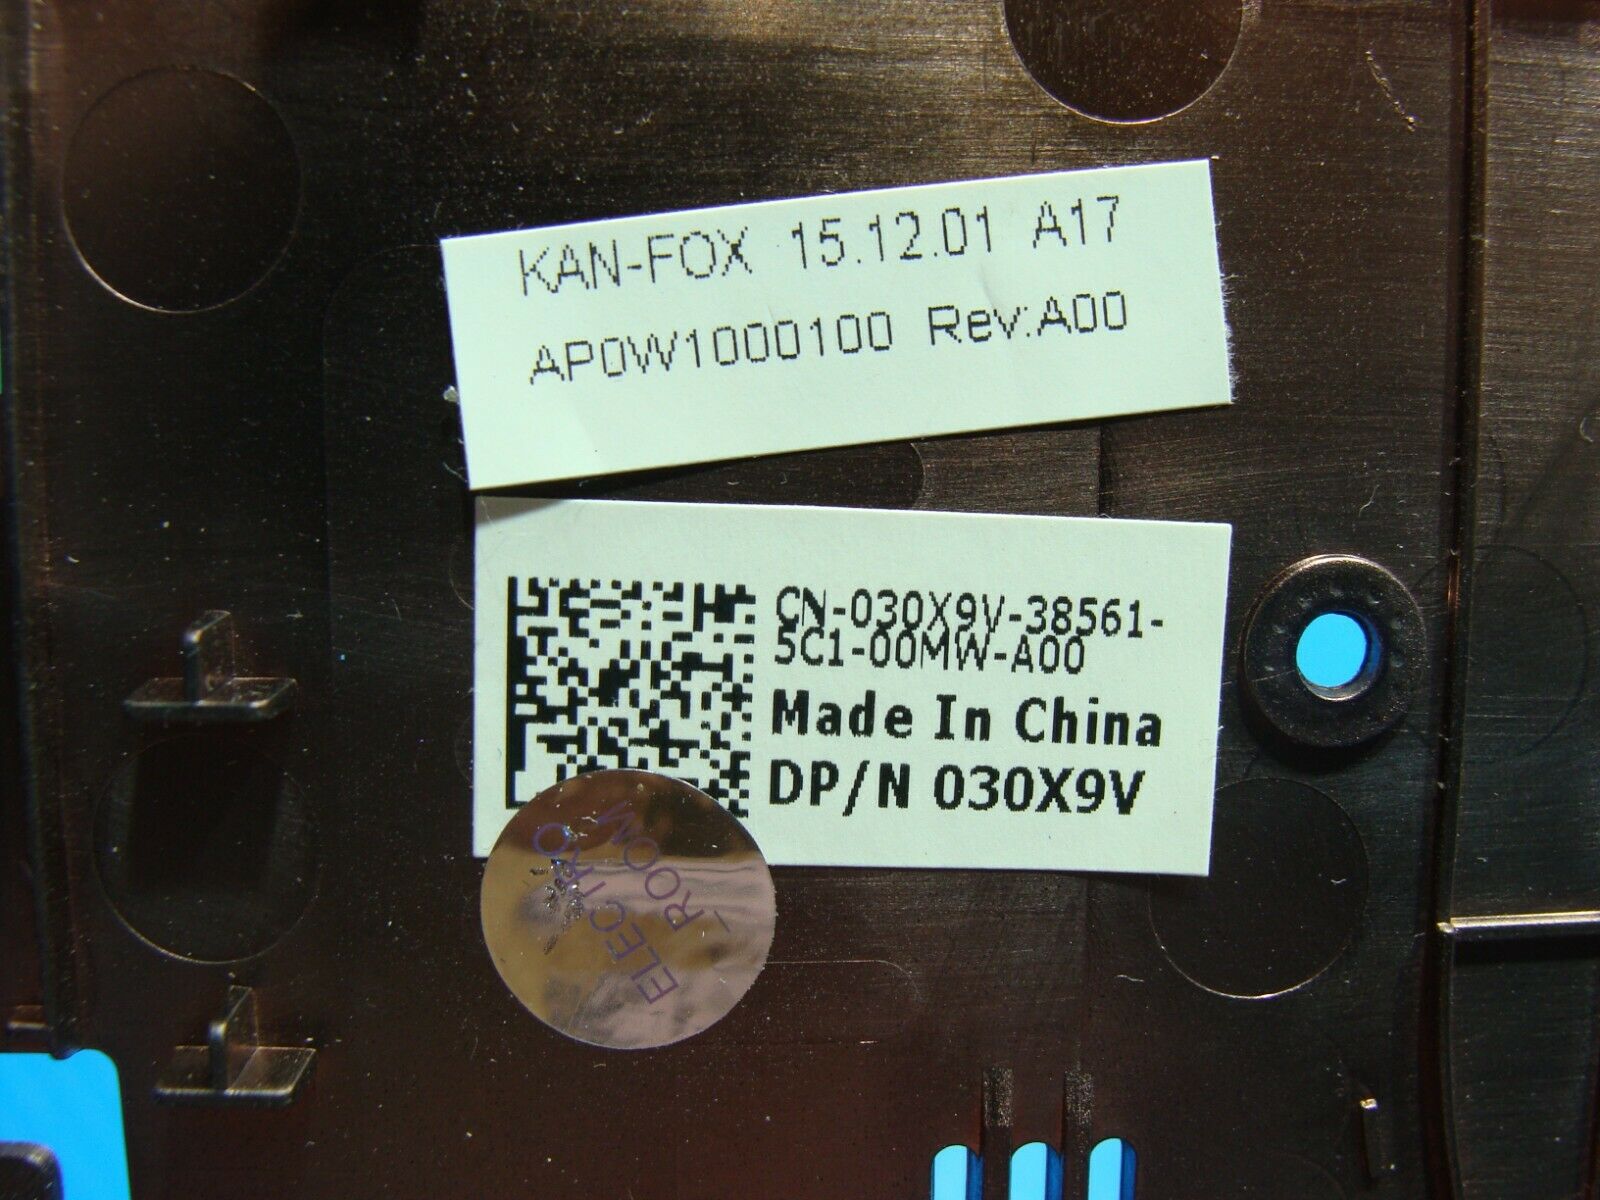 KAN-FOX 15.12.01 A17
AP0W1000100 Rev:A00
CN-030X9V-38561-
5C1-00MW-A00
Made In China
DP/N 030X9V
ELECTRO
_ROOM